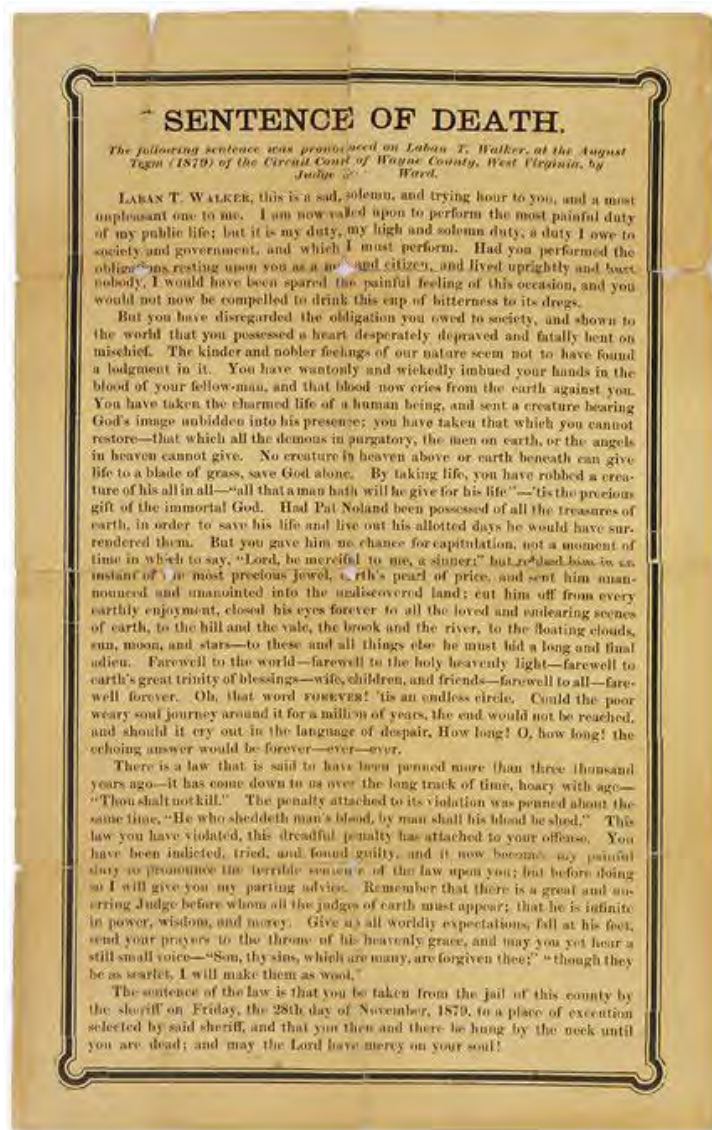 SENTENCE OF DEATH.
The following sentence was pronounced on Laban T. Walker, at the August
Term (1879) of the Circuit Court of Wayne County, West Virginia, by
Judge Ward.
LABAN T. WALKER, this is a sad, solemn, and trying hour to you, and a most
unpleasant one to me. I am now called upon to perform the most painful duty
of my public life; but it is my duty, my high and solemn duty, a duty I owe to
society and government, and which I must perform. Had you performed the
obligations resting upon you as a man and citizen, and lived uprightly and hurt
nobody, I would have been spared the painful feeling of this occasion, and you
would not now be compelled to drink this cup of bitterness to its dregs.
But you have disregarded the obligation you owed to society, and shown to
the world that you possessed a heart desperately depraved and fatally bent on
mischief. The kinder and nobler feelings of our nature seem not to have found
a lodgment in it. You have wantonly and wickedly imbued your hands in the
blood of your fellow-man, and that blood now cries from the earth against you.
You have taken the charmed life of a human being, and sent a creature bearing
God's image unbidden into his presence; you have taken that which you cannot
restore—that which all the demons in purgatory, the men on earth, or the angels
in heaven cannot give. No creature in heaven above or earth beneath can give
life to a blade of grass, save God alone. By taking life, you have robbed a crea-
ture of his all in all—"all that a man hath will he give for his life"—'tis the precious
gift of the immortal God. Had Pat Noland been possessed of all the treasures of
earth, in order to save his life and live out his allotted days he would have sur-
rendered them. But you gave him no chance for capitulation, not a moment of
time in which to say, "Lord, be merciful to me, a sinner;" but robbed him in an
instant of the most precious jewel, earth's pearl of price, and sent him unan-
nounced and unanointed into the undiscovered land; cut him off from every
earthly enjoyment, closed his eyes forever to all the loved and endearing scenes
of earth, to the hill and the vale, the brook and the river, to the floating clouds,
sun, moon, and stars—to these and all things else he must bid a long and final
adieu. Farewell to the world—farewell to the holy heavenly light—farewell to
earth's great trinity of blessings—wife, children, and friends—farewell to all—fare-
well forever. Oh, that word FOREVER! 'tis an endless circle. Could the poor
weary soul journey around it for a million of years, the end would not be reached,
and should it cry out in the language of despair, How long! O, how long! the
echoing answer would be forever—ever—ever.
There is a law that is said to have been penned more than three thousand
years ago—it has come down to us over the long track of time, hoary with age—
"Thou shalt not kill." The penalty attached to its violation was penned about the
same time, "He who sheddeth man's blood, by man shall his blood be shed." This
law you have violated, this dreadful penalty has attached to your offense. You
have been indicted, tried, and found guilty, and it now becomes my painful
duty to pronounce the terrible sentence of the law upon you; but before doing
so I will give you my parting advice. Remember that there is a great and un-
erring Judge before whom all the judges of earth must appear; that he is infinite
in power, wisdom, and mercy. Give up all worldly expectations, fall at his feet,
send your prayers to the throne of his heavenly grace, and may you yet hear a
still small voice—"Son, thy sins, which are many, are forgiven thee;" "though they
be as scarlet, I will make them as wool."
The sentence of the law is that you be taken from the jail of this county by
the sheriff on Friday, the 28th day of November, 1879, to a place of execution
selected by said sheriff, and that you then and there be hung by the neck until
you are dead; and may the Lord have mercy on your soul!